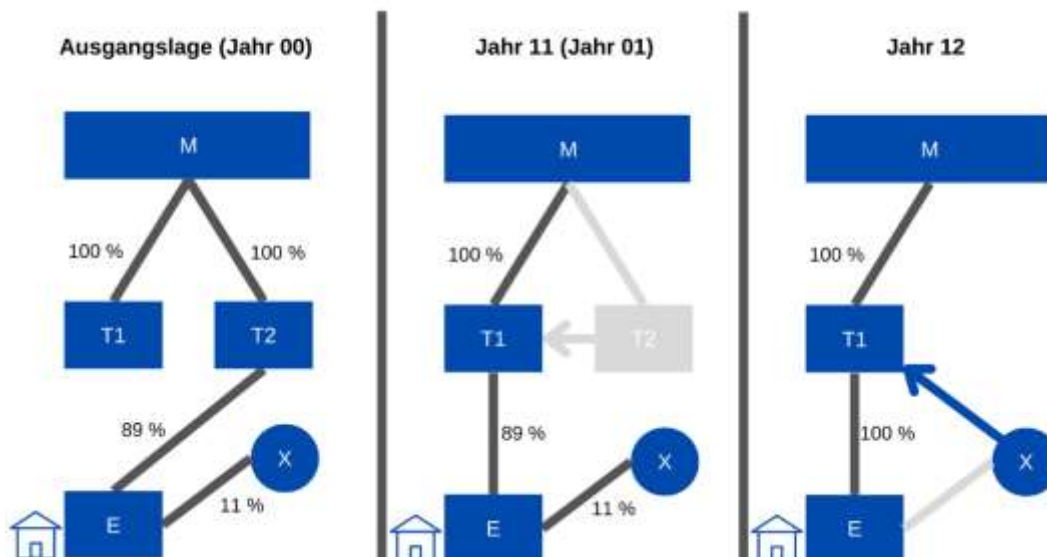 Ausgangslage (Jahr 00)
M
100 %
100 %
T1
T2
89 %
X
11 %
E
Jahr 11 (Jahr 01)
M
100 %
T1
T2
89 %
X
11 %
E
Jahr 12
M
100 %
T1
100 %
X
E